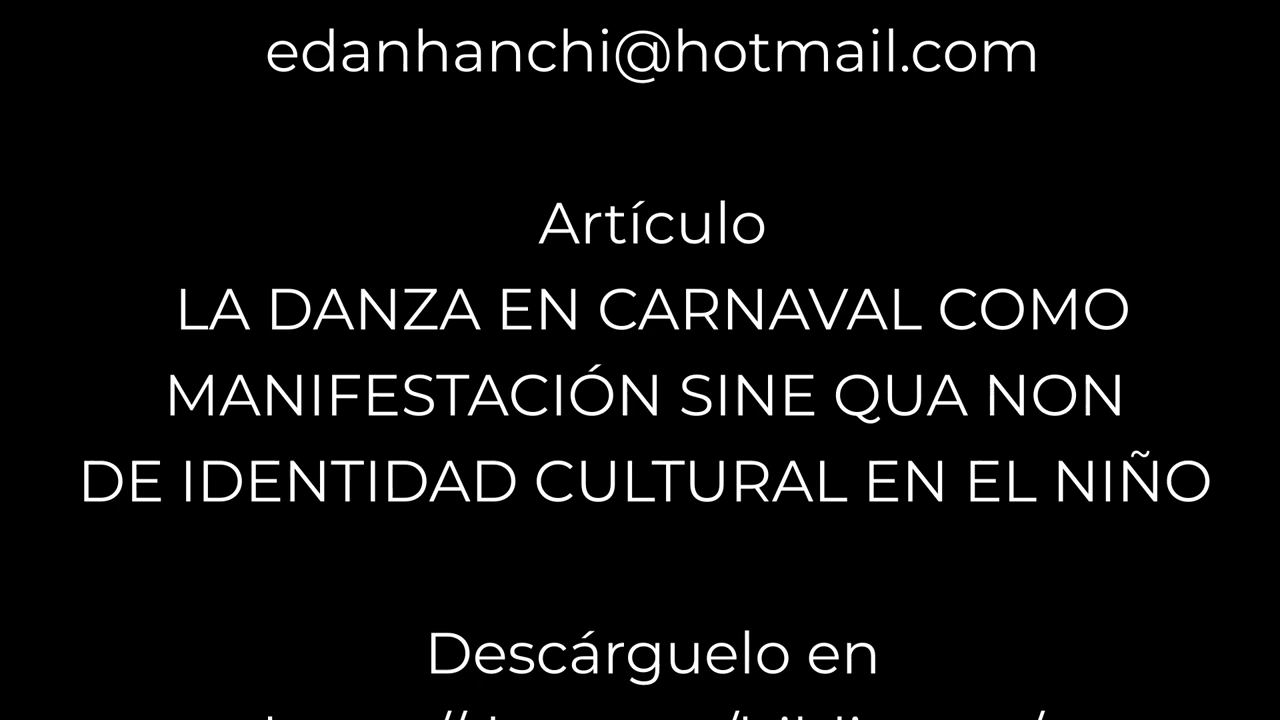 edanhanchi@hotmail.com
Artículo
LA DANZA EN CARNAVAL COMO
MANIFESTACIÓN SINE QUA NON
DE IDENTIDAD CULTURAL EN EL NIÑO
Descárguelo en